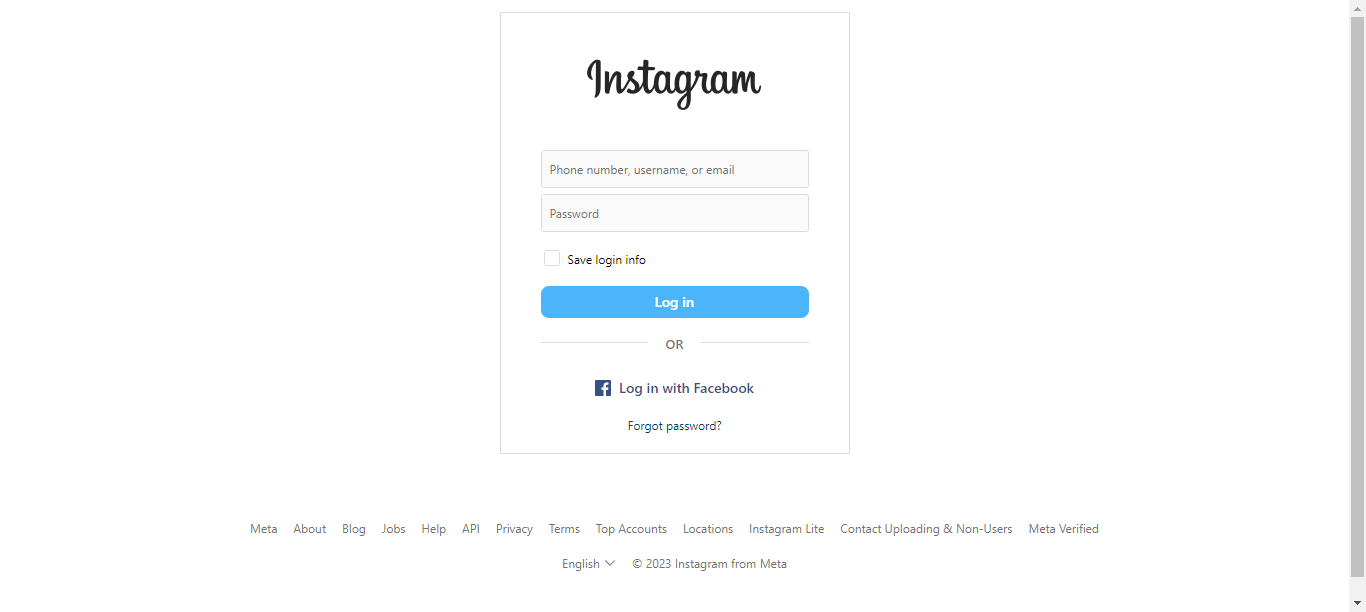 Instagram
Phone number, username, or email
Password
Save login info
Log in
OR
Log in with Facebook
Forgot password?
Meta About Blog Jobs Help API Privacy Terms Top Accounts Locations Instagram Lite Contact Uploading & Non-Users Meta Verified
English © 2023 Instagram from Meta